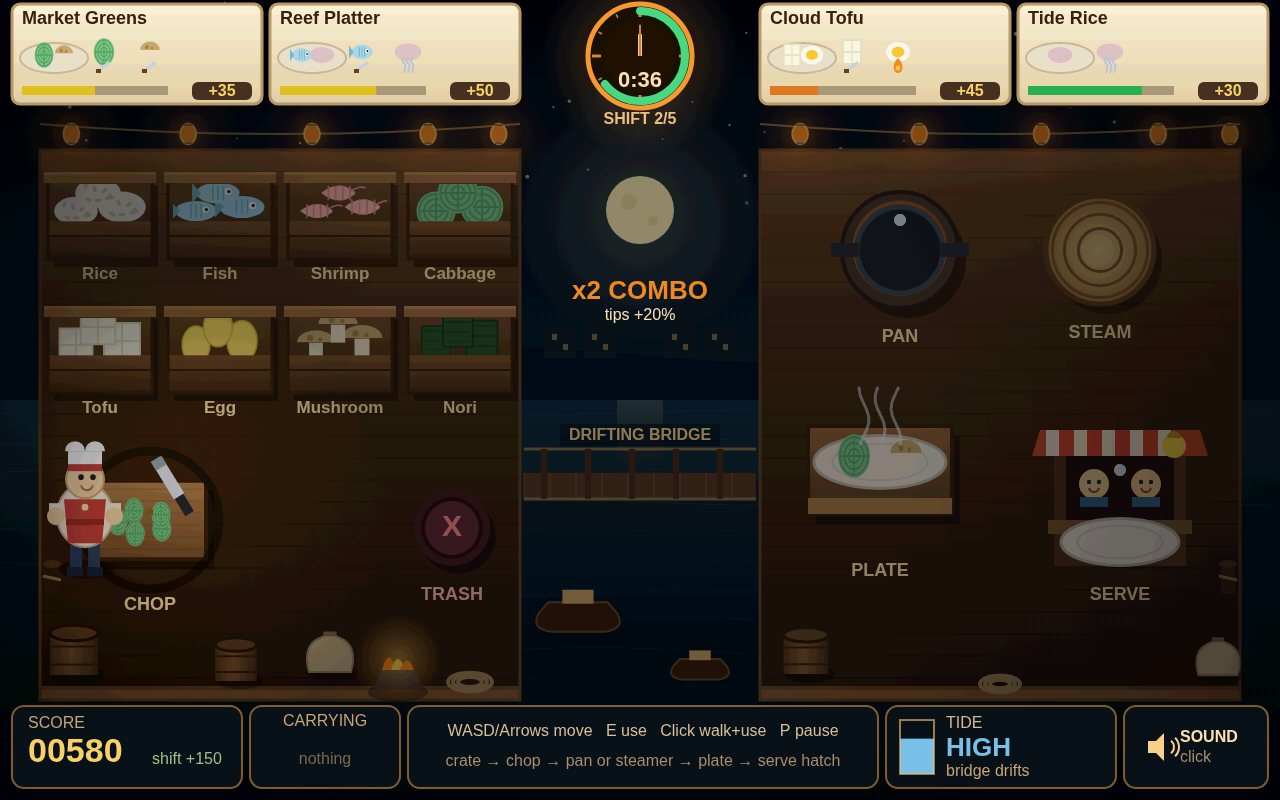 Market Greens
+35
Reef Platter
+50
0:36
SHIFT 2/5
Cloud Tofu
+45
Tide Rice
+30
Rice
Fish
Shrimp
Cabbage
Tofu
Egg
Mushroom
Nori
x2 COMBO
tips +20%
DRIFTING BRIDGE
PAN
STEAM
CHOP
X
TRASH
PLATE
SERVE
SCORE
00580
shift +150
CARRYING
nothing
WASD/Arrows move E use Click walk+use P pause
crate → chop → pan or steamer → plate → serve hatch
TIDE
HIGH
bridge drifts
SOUND
click